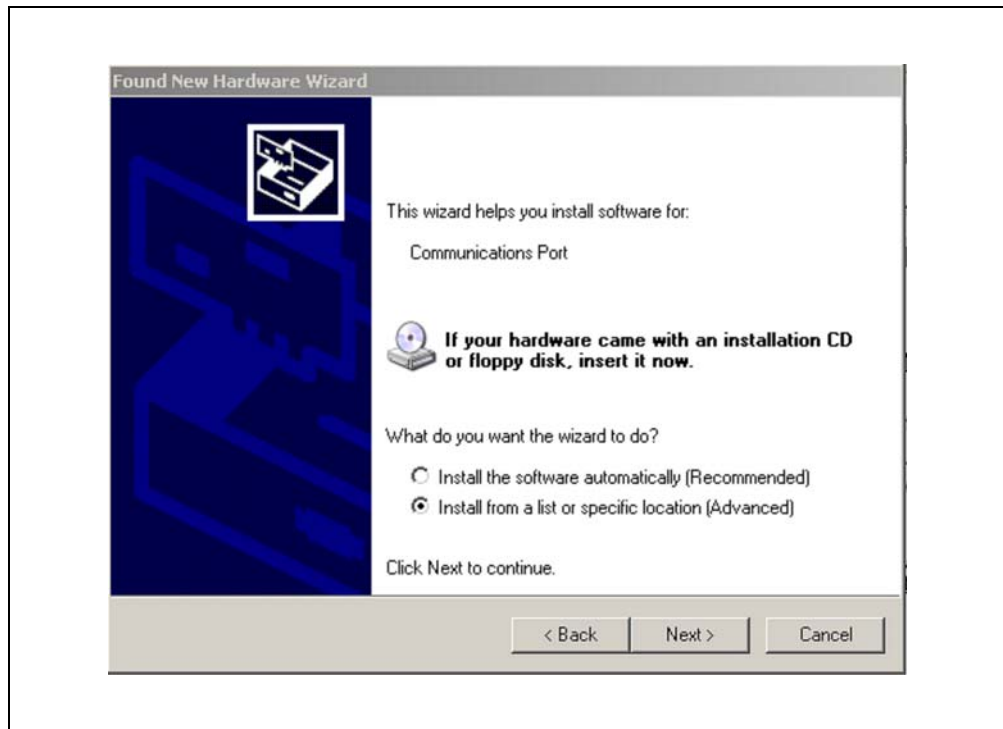 Found New Hardware Wizard
This wizard helps you install software for:
Communications Port
If your hardware came with an installation CD
or floppy disk, insert it now.
What do you want the wizard to do?
Install the software automatically (Recommended)
Install from a list or specific location (Advanced)
Click Next to continue.
< Back Next > Cancel